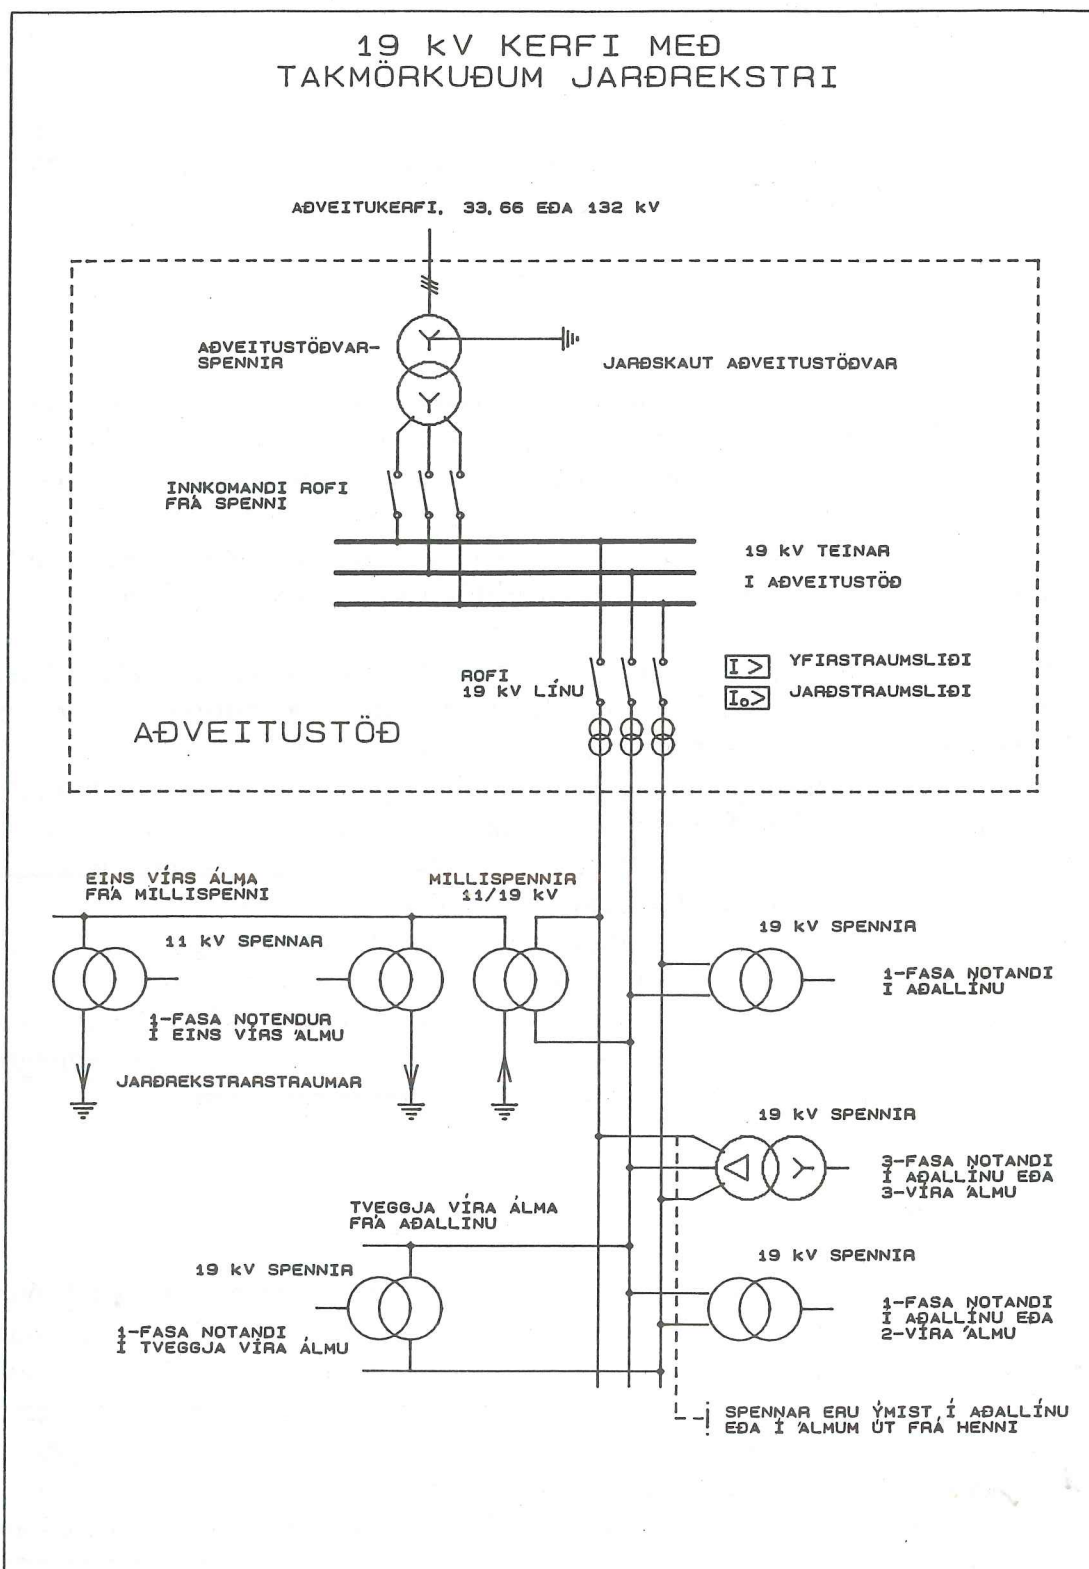 19 kV KERFI MEÐ
TAKMÖRKUÐUM JARÐREKSTRI
AÐVEITUKERFI, 33, 66 EÐA 132 kV
AÐVEITUSTÖÐVAR-
SPENNIR
JARÐSKAUT AÐVEITUSTÖÐVAR
INNKOMANDI ROFI
FRÁ SPENNI
19 kV TEINAR
I AÐVEITUSTÖÐ
ROFI
19 kV LÍNU
I > YFIRSTRAUMSLIÐI
I₀> JARÐSTRAUMSLIÐI
AÐVEITUSTÖÐ
EINS VÍRS ÁLMA
FRÁ MILLISPENNI
MILLISPENNIR
11/19 kV
11 kV SPENNAR
19 kV SPENNIR
1-FASA NOTANDI
Í AÐALLÍNU
1-FASA NOTENDUR
Í EINS VÍRS ÁLMU
JARÐREKSTRARSTRAUMAR
19 kV SPENNIR
3-FASA NOTANDI
Í AÐALLÍNU EÐA
3-VÍRA ÁLMU
TVEGGJA VÍRA ÁLMA
FRÁ AÐALLÍNU
19 kV SPENNIR
19 kV SPENNIR
1-FASA NOTANDI
Í TVEGGJA VÍRA ÁLMU
1-FASA NOTANDI
Í AÐALLÍNU EÐA
2-VÍRA ÁLMU
SPENNAR ERU ÝMIST Í AÐALLÍNU
EÐA Í ÁLMUM ÚT FRÁ HENNI